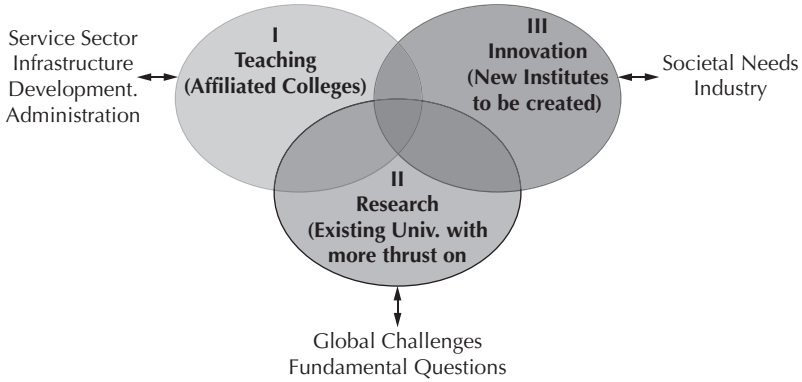 Service Sector
Infrastructure
Development.
Administration
I
Teaching
(Affiliated Colleges)
III
Innovation
(New Institutes
to be created)
Societal Needs
Industry
II
Research
(Existing Univ. with
more thrust on
Global Challenges
Fundamental Questions